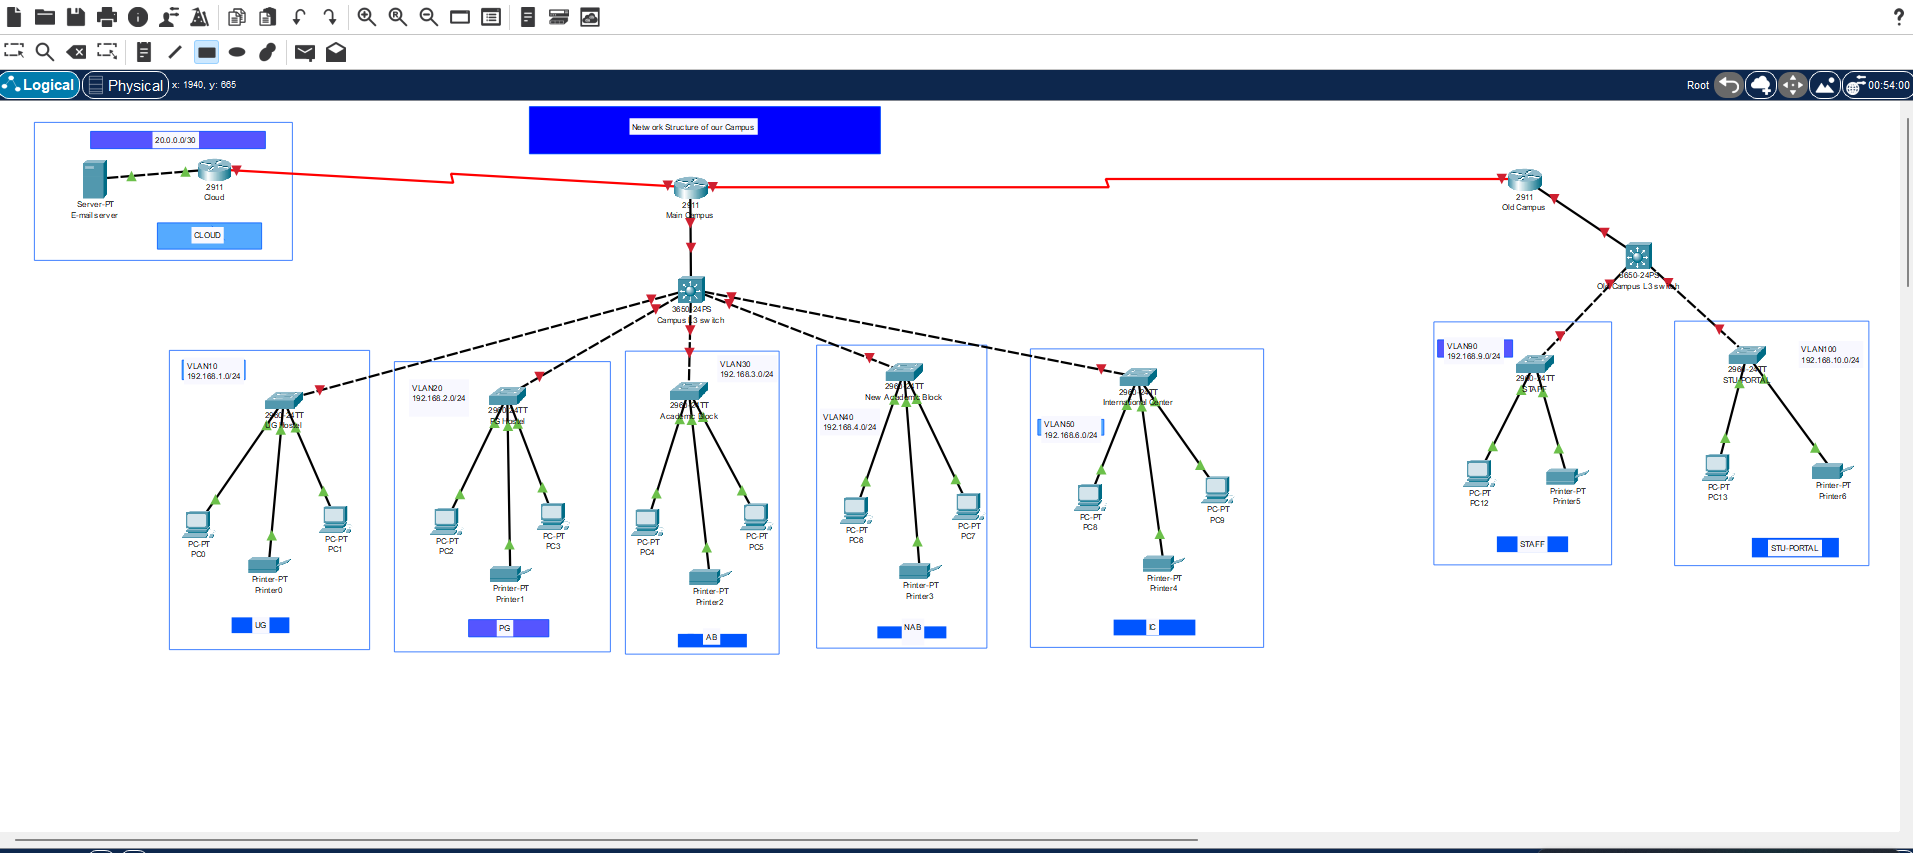 Logical
Physical
x: 1940, y: 665
Root
00:54:00
?
Network Structure of our Campus
20.0.0.0/30
Server-PT
E-mail server
2911
Cloud
CLOUD
2911
Main Campus
2911
Old Campus
3650-24PS
Campus L3 switch
3650-24PS
Old Campus L3 switch
VLAN10
192.168.1.0/24
2960-24TT
UG Hostel
PC-PT
PC0
PC-PT
PC1
Printer-PT
Printer0
UG
VLAN20
192.168.2.0/24
2960-24TT
PG Hostel
PC-PT
PC2
PC-PT
PC3
Printer-PT
Printer1
PG
VLAN30
192.168.3.0/24
2960-24TT
Academic Block
PC-PT
PC4
PC-PT
PC5
Printer-PT
Printer2
AB
VLAN40
192.168.4.0/24
2960-24TT
New Academic Block
PC-PT
PC6
PC-PT
PC7
Printer-PT
Printer3
NAB
VLAN50
192.168.6.0/24
2960-24TT
International Center
PC-PT
PC8
PC-PT
PC9
Printer-PT
Printer4
IC
VLAN90
192.168.9.0/24
2960-24TT
STAFF
PC-PT
PC12
Printer-PT
Printer5
STAFF
VLAN100
192.168.10.0/24
2960-24TT
STU-PORTAL
PC-PT
PC13
Printer-PT
Printer6
STU-PORTAL